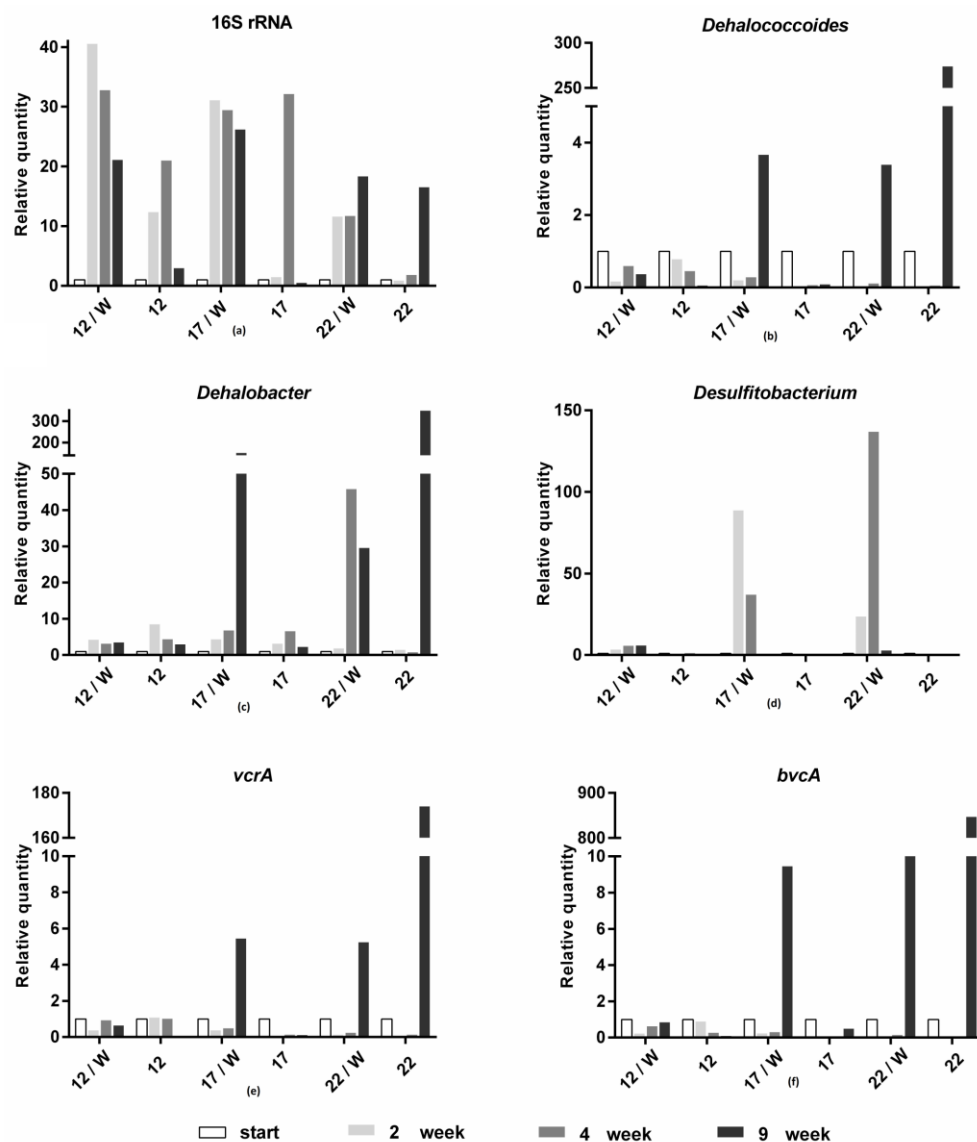 16S rRNA
Relative quantity
40
30
20
10
0
12 / W
12
17 / W
17
22 / W
22
(a)
Dehalococcoides
Relative quantity
300
250
4
2
0
12 / W
12
17 / W
17
22 / W
22
(b)
Dehalobacter
Relative quantity
300
200
50
40
30
20
10
0
12 / W
12
17 / W
17
22 / W
22
(c)
Desulfitobacterium
Relative quantity
150
100
50
0
12 / W
12
17 / W
17
22 / W
22
(d)
vcrA
Relative quantity
180
160
10
8
6
4
2
0
12 / W
12
17 / W
17
22 / W
22
(e)
bvcA
Relative quantity
900
800
10
8
6
4
2
0
12 / W
12
17 / W
17
22 / W
22
(f)
start 2 week 4 week 9 week